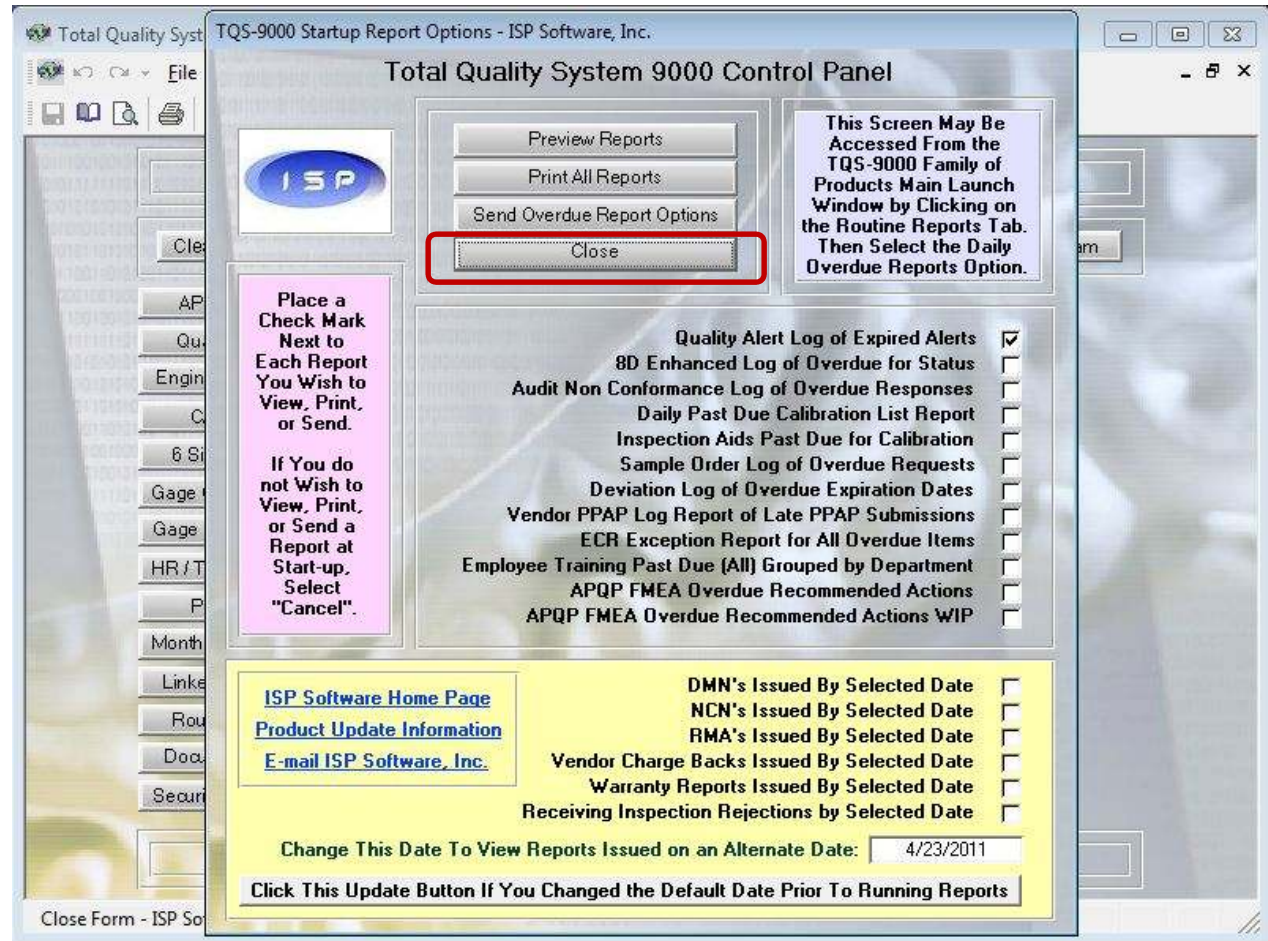 Total Quality Syst
TQS-9000 Startup Report Options - ISP Software, Inc.
File
Total Quality System 9000 Control Panel
ISP
Preview Reports
Print All Reports
Send Overdue Report Options
Close
This Screen May Be
Accessed From the
TQS-9000 Family of
Products Main Launch
Window by Clicking on
the Routine Reports Tab.
Then Select the Daily
Overdue Reports Option.
Clea
am
AP
Qua
Engin
Ca
6 Si
Gage
Gage
HR / T
P
Month
Linke
Rou
Docu
Securi
Place a
Check Mark
Next to
Each Report
You Wish to
View, Print,
or Send.
If You do
not Wish to
View, Print,
or Send a
Report at
Start-up,
Select
"Cancel".
Quality Alert Log of Expired Alerts
8D Enhanced Log of Overdue for Status
Audit Non Conformance Log of Overdue Responses
Daily Past Due Calibration List Report
Inspection Aids Past Due for Calibration
Sample Order Log of Overdue Requests
Deviation Log of Overdue Expiration Dates
Vendor PPAP Log Report of Late PPAP Submissions
ECR Exception Report for All Overdue Items
Employee Training Past Due (All) Grouped by Department
APQP FMEA Overdue Recommended Actions
APQP FMEA Overdue Recommended Actions WIP
ISP Software Home Page
Product Update Information
E-mail ISP Software, Inc.
DMN's Issued By Selected Date
NCN's Issued By Selected Date
RMA's Issued By Selected Date
Vendor Charge Backs Issued By Selected Date
Warranty Reports Issued By Selected Date
Receiving Inspection Rejections by Selected Date
Change This Date To View Reports Issued on an Alternate Date: 4/23/2011
Click This Update Button If You Changed the Default Date Prior To Running Reports
Close Form - ISP So